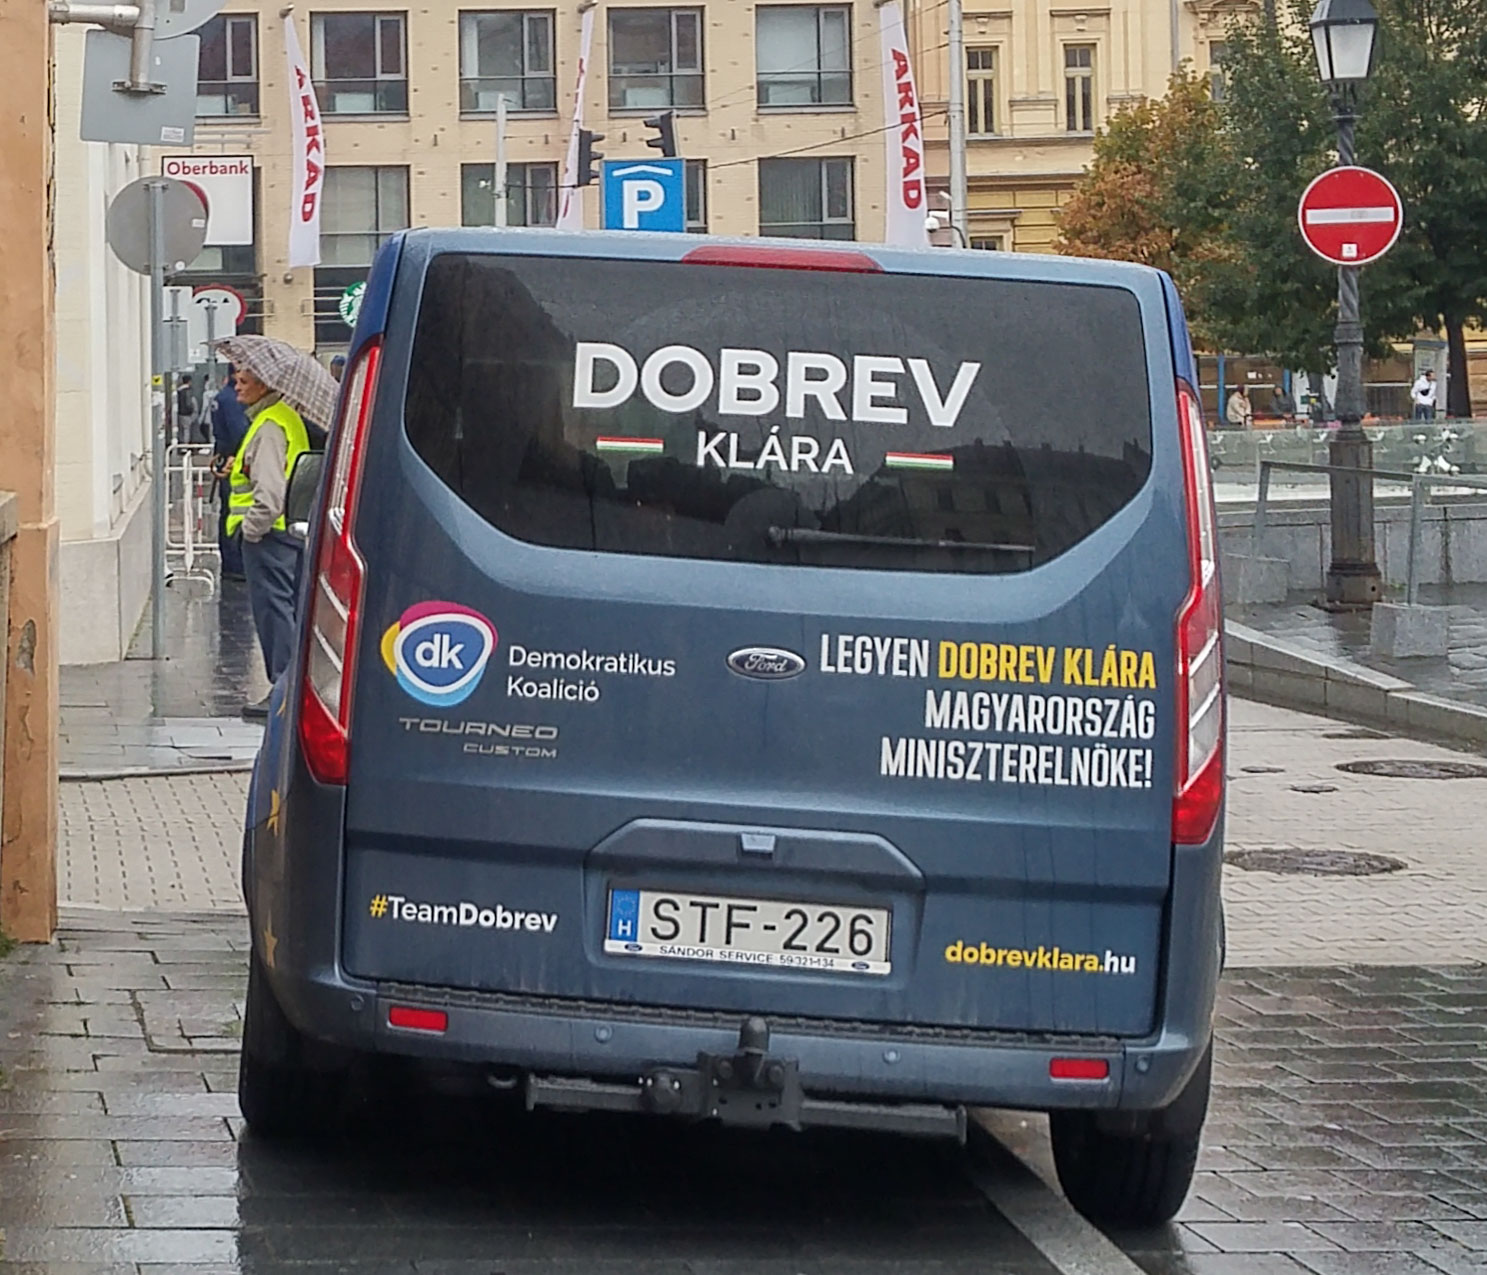 Oberbank
ARKAD
P
ARKAD
DOBREV
KLÁRA
dk
Demokratikus
Koalíció
Ford
LEGYEN DOBREV KLÁRA
MAGYARORSZÁG
MINISZTERELNÖKE!
TOURNEO
CUSTOM
#TeamDobrev
H
STF-226
SÁNDOR SERVICE 59/321-134
dobrevklara.hu